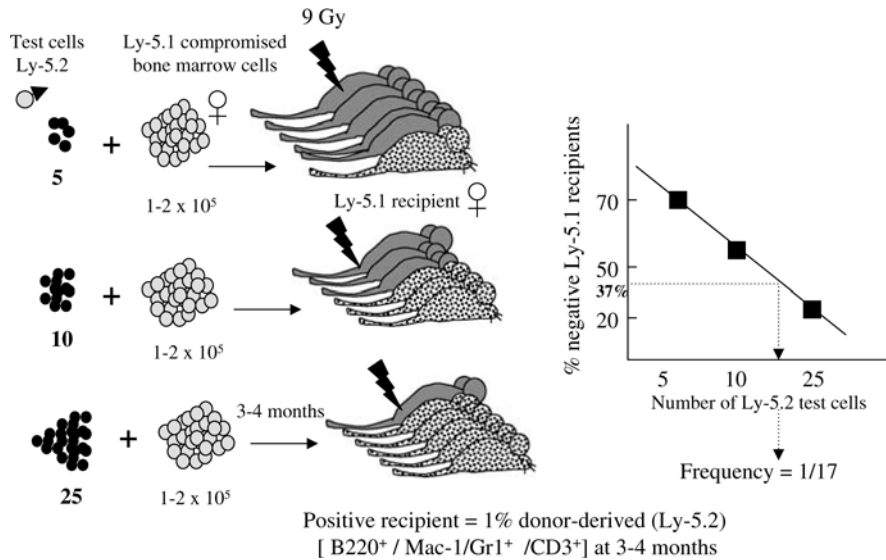 9 Gy
Test cells
Ly-5.2
Ly-5.1 compromised
bone marrow cells
♂
♀
+
5
1-2 x 10⁵
Ly-5.1 recipient ♀
+
10
1-2 x 10⁵
3-4 months
+
25
1-2 x 10⁵
% negative Ly-5.1 recipients
70
50
37%
20
5 10 25
Number of Ly-5.2 test cells
Frequency = 1/17
Positive recipient = 1% donor-derived (Ly-5.2)
[ B220⁺ / Mac-1/Gr1⁺ /CD3⁺] at 3-4 months